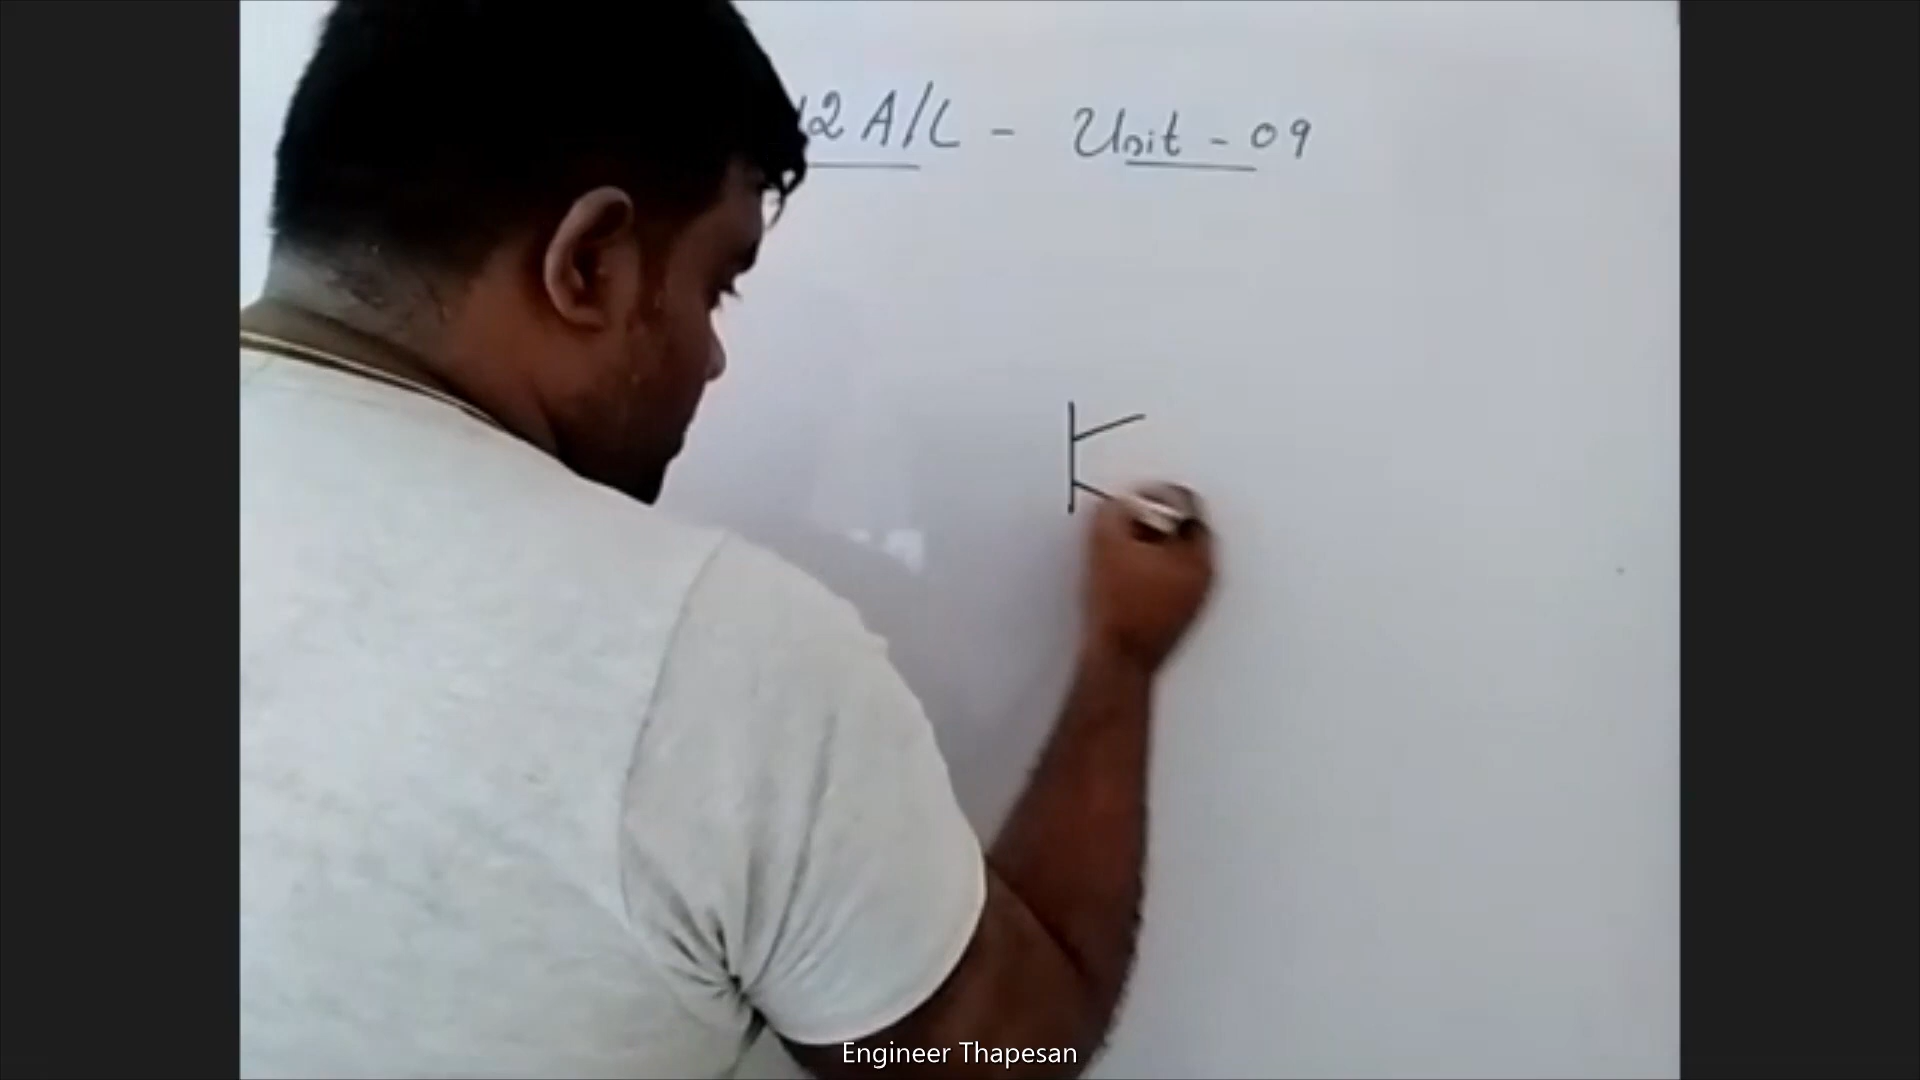 12 A/L - Unit - 09
Engineer Thapesan